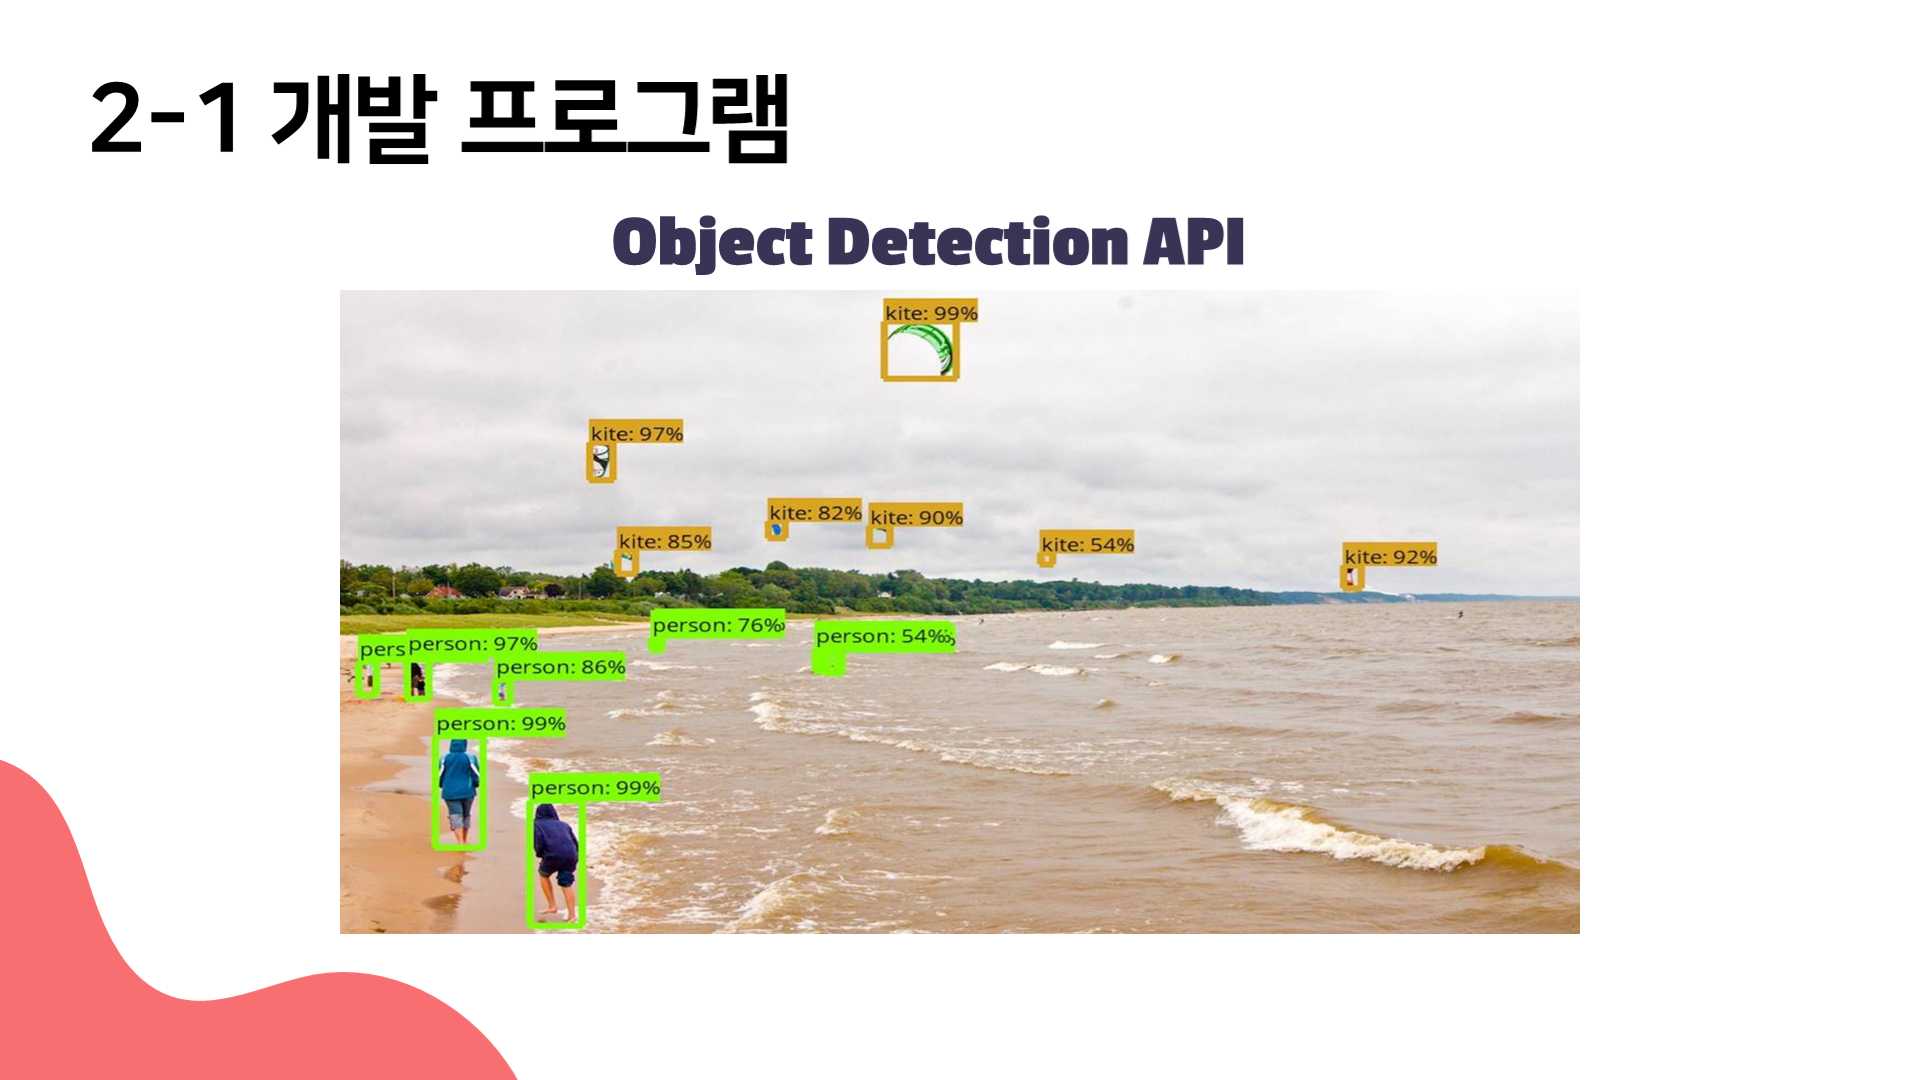 2-1 개발 프로그램
Object Detection API
kite: 99%
kite: 97%
kite: 82%
kite: 90%
kite: 85%
kite: 54%
kite: 92%
person: 76%
person: 54%
person: 97%
person: 86%
person: 99%
person: 99%